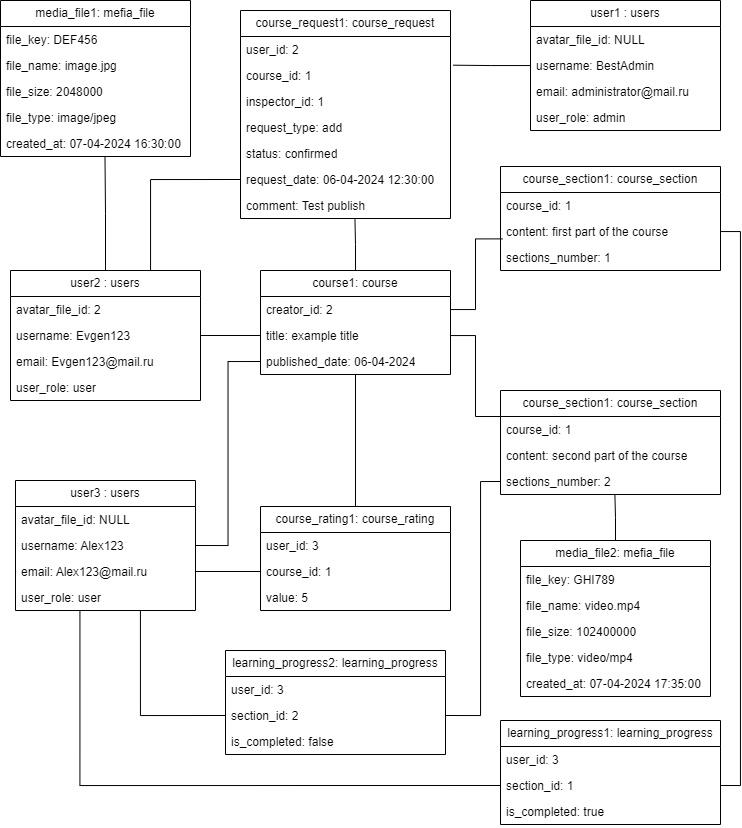 media_file1: mefia_file
file_key: DEF456
file_name: image.jpg
file_size: 2048000
file_type: image/jpeg
created_at: 07-04-2024 16:30:00
course_request1: course_request
user_id: 2
course_id: 1
inspector_id: 1
request_type: add
status: confirmed
request_date: 06-04-2024 12:30:00
comment: Test publish
user1 : users
avatar_file_id: NULL
username: BestAdmin
email: administrator@mail.ru
user_role: admin
course_section1: course_section
course_id: 1
content: first part of the course
sections_number: 1
user2 : users
avatar_file_id: 2
username: Evgen123
email: Evgen123@mail.ru
user_role: user
course1: course
creator_id: 2
title: example title
published_date: 06-04-2024
course_section1: course_section
course_id: 1
content: second part of the course
sections_number: 2
user3 : users
avatar_file_id: NULL
username: Alex123
email: Alex123@mail.ru
user_role: user
course_rating1: course_rating
user_id: 3
course_id: 1
value: 5
media_file2: mefia_file
file_key: GHI789
file_name: video.mp4
file_size: 102400000
file_type: video/mp4
created_at: 07-04-2024 17:35:00
learning_progress2: learning_progress
user_id: 3
section_id: 2
is_completed: false
learning_progress1: learning_progress
user_id: 3
section_id: 1
is_completed: true